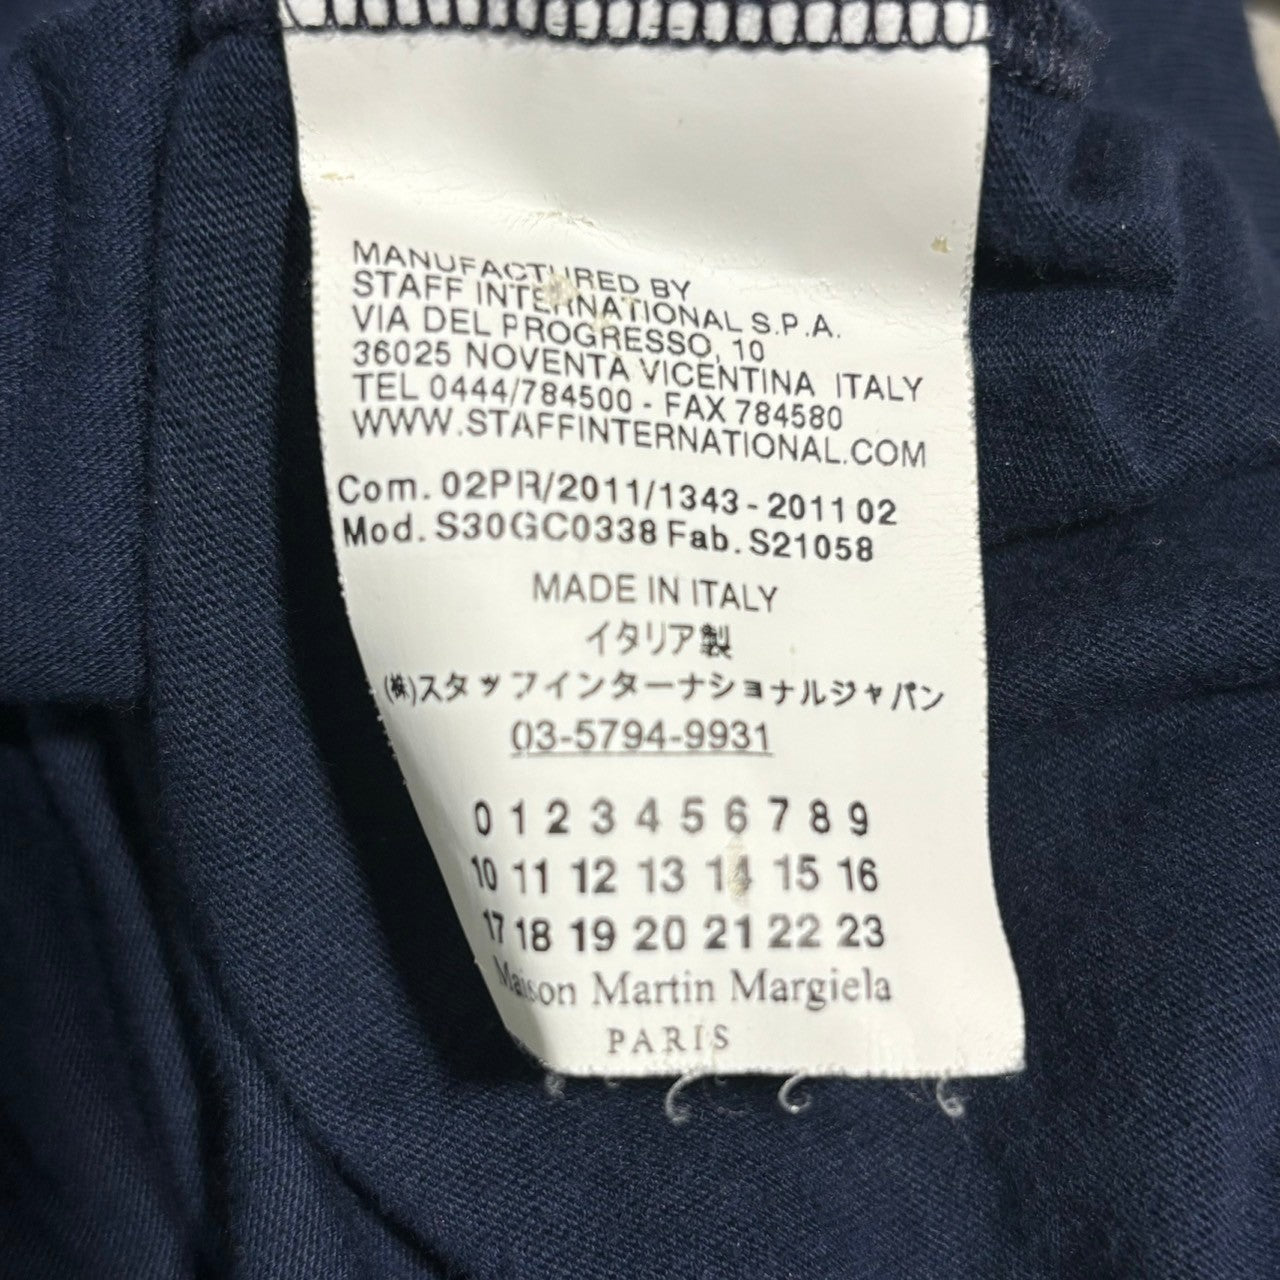 MANUFACTURED BY
STAFF INTERNATIONAL S.P.A.
VIA DEL PROGRESSO, 10
36025 NOVENTA VICENTINA ITALY
TEL 0444/784500 - FAX 784580
WWW.STAFFINTERNATIONAL.COM
Com. 02PR/2011/1343 - 2011 02
Mod. S30GC0338 Fab. S21058
MADE IN ITALY
イタリア製
(株)スタッフインターナショナルジャパン
03-5794-9931
0 1 2 3 4 5 6 7 8 9
10 11 12 13 14 15 16
17 18 19 20 21 22 23
Maison Martin Margiela
PARIS